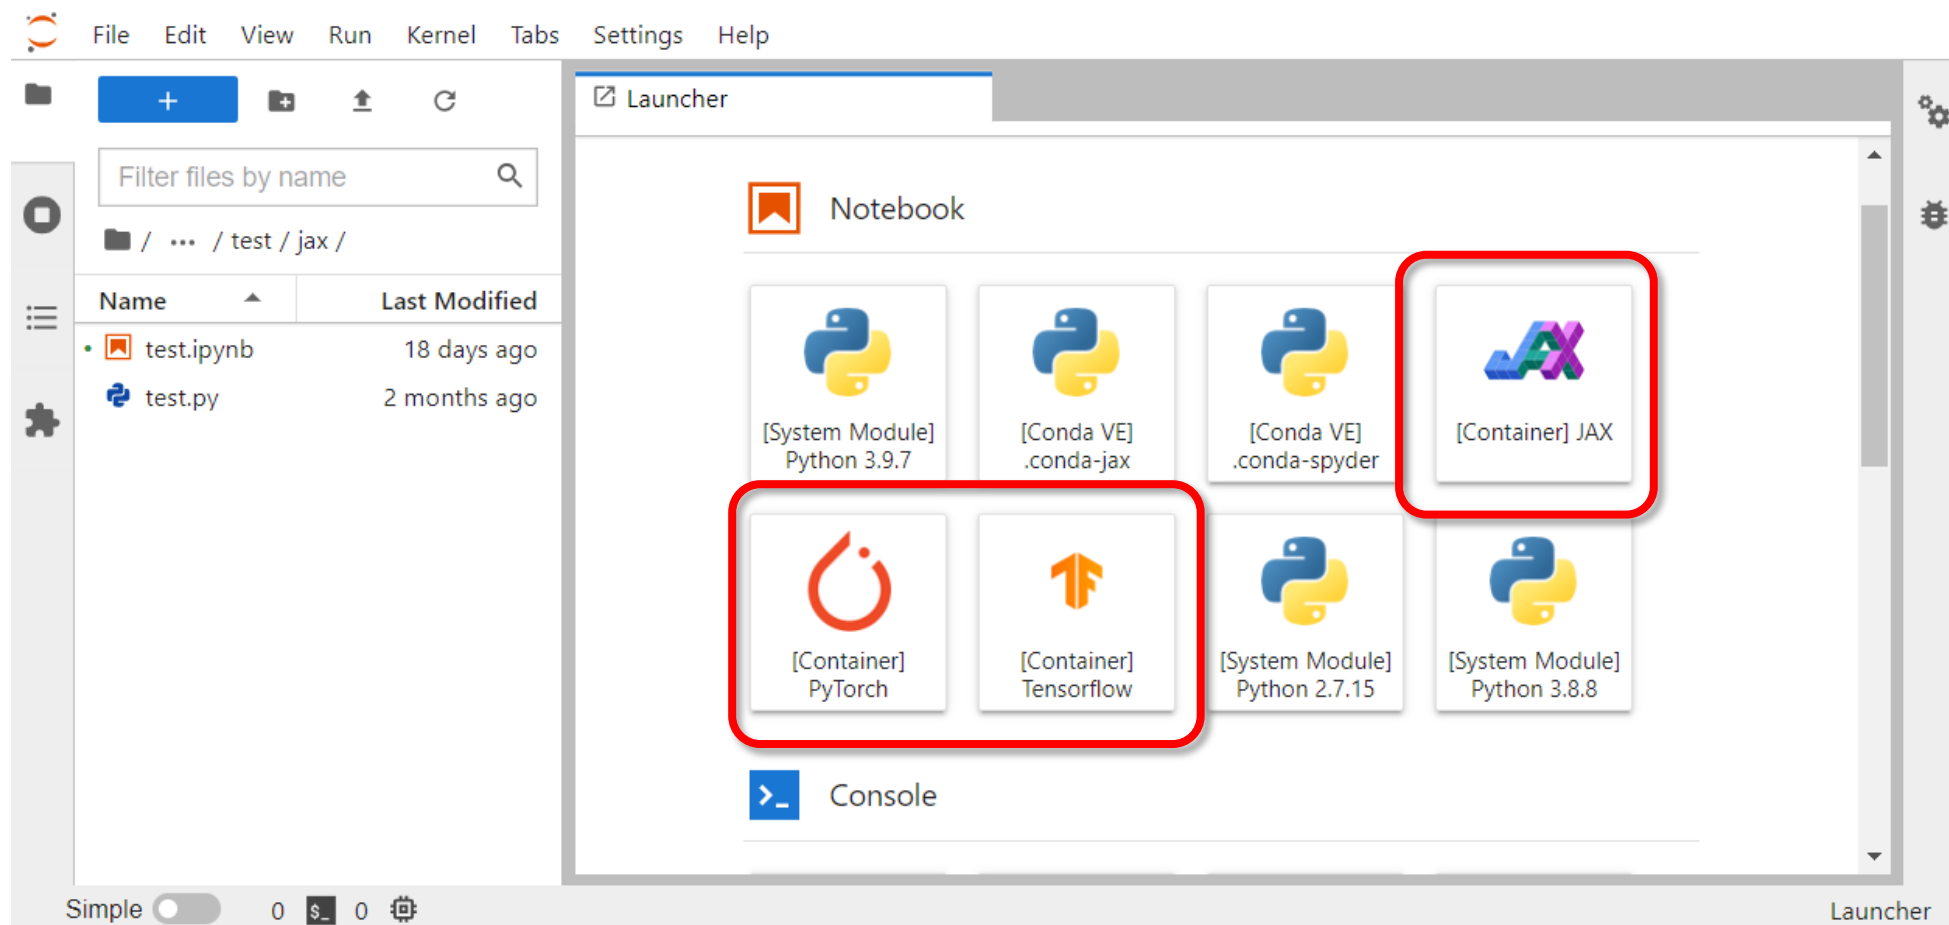 File Edit View Run Kernel Tabs Settings Help
+
Filter files by name
/ ... / test / jax /
Name Last Modified
test.ipynb 18 days ago
test.py 2 months ago
Launcher
Notebook
[System Module]
Python 3.9.7
[Conda VE]
.conda-jax
[Conda VE]
.conda-spyder
JAX
[Container] JAX
[Container]
PyTorch
[Container]
Tensorflow
[System Module]
Python 2.7.15
[System Module]
Python 3.8.8
Console
Simple 0 $_ 0
Launcher